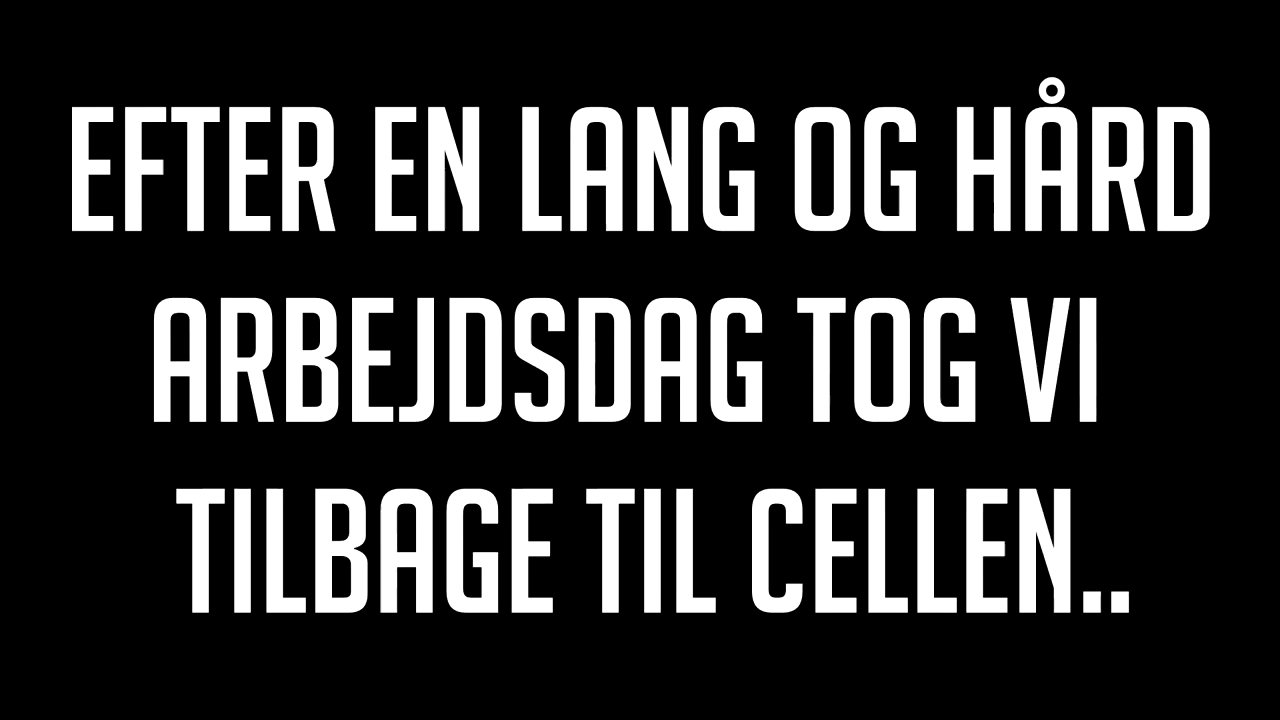 EFTER EN LANG OG HÅRD
ARBEJDSDAG TOG VI
TILBAGE TIL CELLEN..